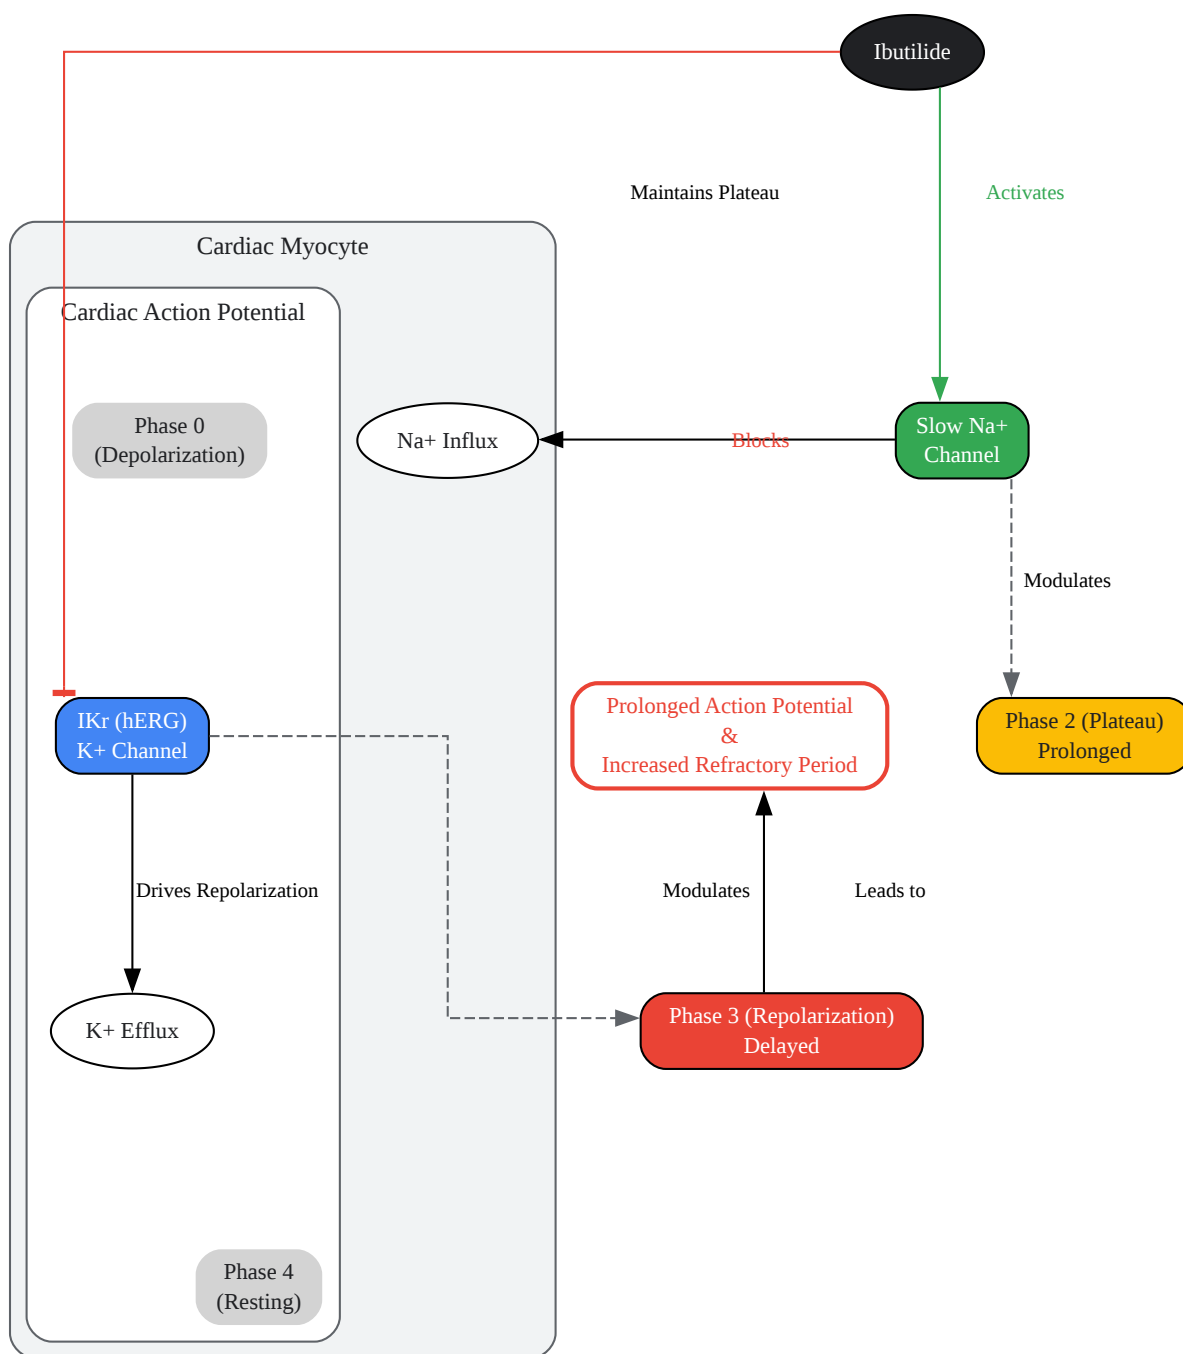 Ibutilide
Maintains Plateau
Activates
Cardiac Myocyte
Cardiac Action Potential
Phase 0
(Depolarization)
Na+ Influx
Blocks
Slow Na+
Channel
Modulates
IKr (hERG)
K+ Channel
Prolonged Action Potential
&
Increased Refractory Period
Phase 2 (Plateau)
Prolonged
Drives Repolarization
Modulates
Leads to
K+ Efflux
Phase 3 (Repolarization)
Delayed
Phase 4
(Resting)